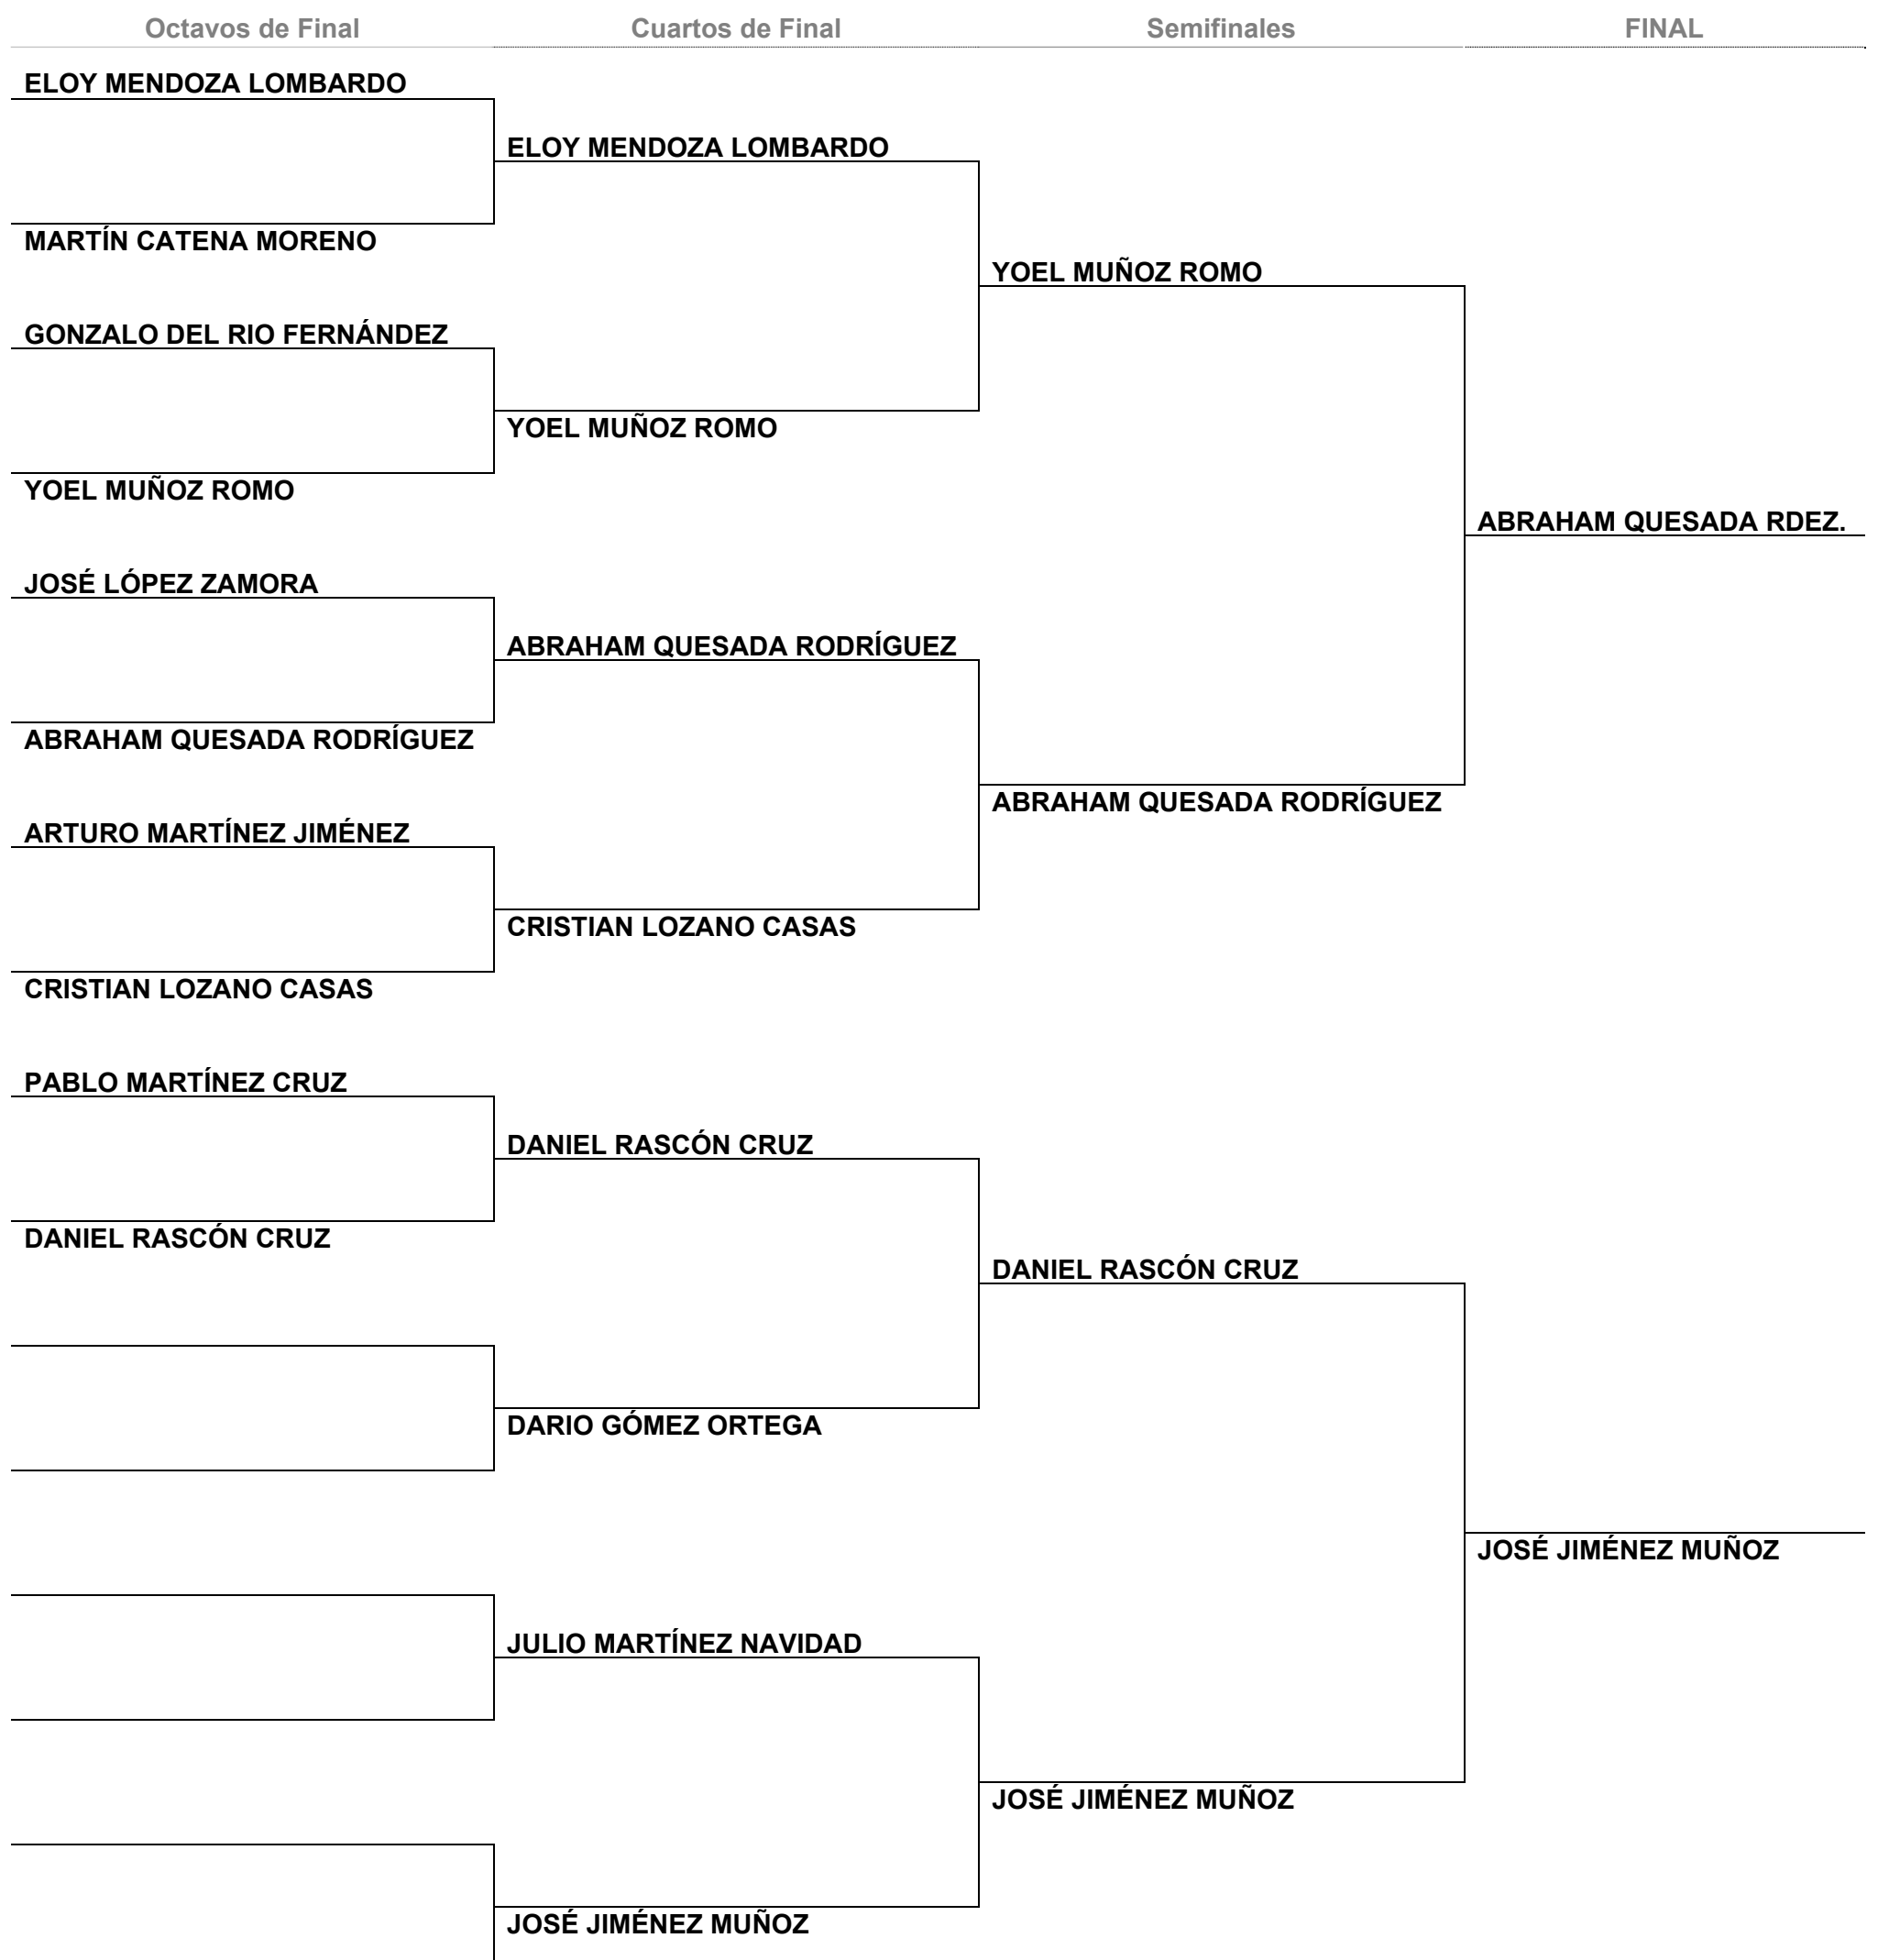 Octavos de Final
Cuartos de Final
Semifinales
FINAL
ELOY MENDOZA LOMBARDO
ELOY MENDOZA LOMBARDO
MARTÍN CATENA MORENO
YOEL MUÑOZ ROMO
GONZALO DEL RIO FERNÁNDEZ
YOEL MUÑOZ ROMO
YOEL MUÑOZ ROMO
ABRAHAM QUESADA RDEZ.
JOSÉ LÓPEZ ZAMORA
ABRAHAM QUESADA RODRÍGUEZ
ABRAHAM QUESADA RODRÍGUEZ
ABRAHAM QUESADA RODRÍGUEZ
ARTURO MARTÍNEZ JIMÉNEZ
CRISTIAN LOZANO CASAS
CRISTIAN LOZANO CASAS
PABLO MARTÍNEZ CRUZ
DANIEL RASCÓN CRUZ
DANIEL RASCÓN CRUZ
DANIEL RASCÓN CRUZ
DARIO GÓMEZ ORTEGA
JOSÉ JIMÉNEZ MUÑOZ
JULIO MARTÍNEZ NAVIDAD
JOSÉ JIMÉNEZ MUÑOZ
JOSÉ JIMÉNEZ MUÑOZ